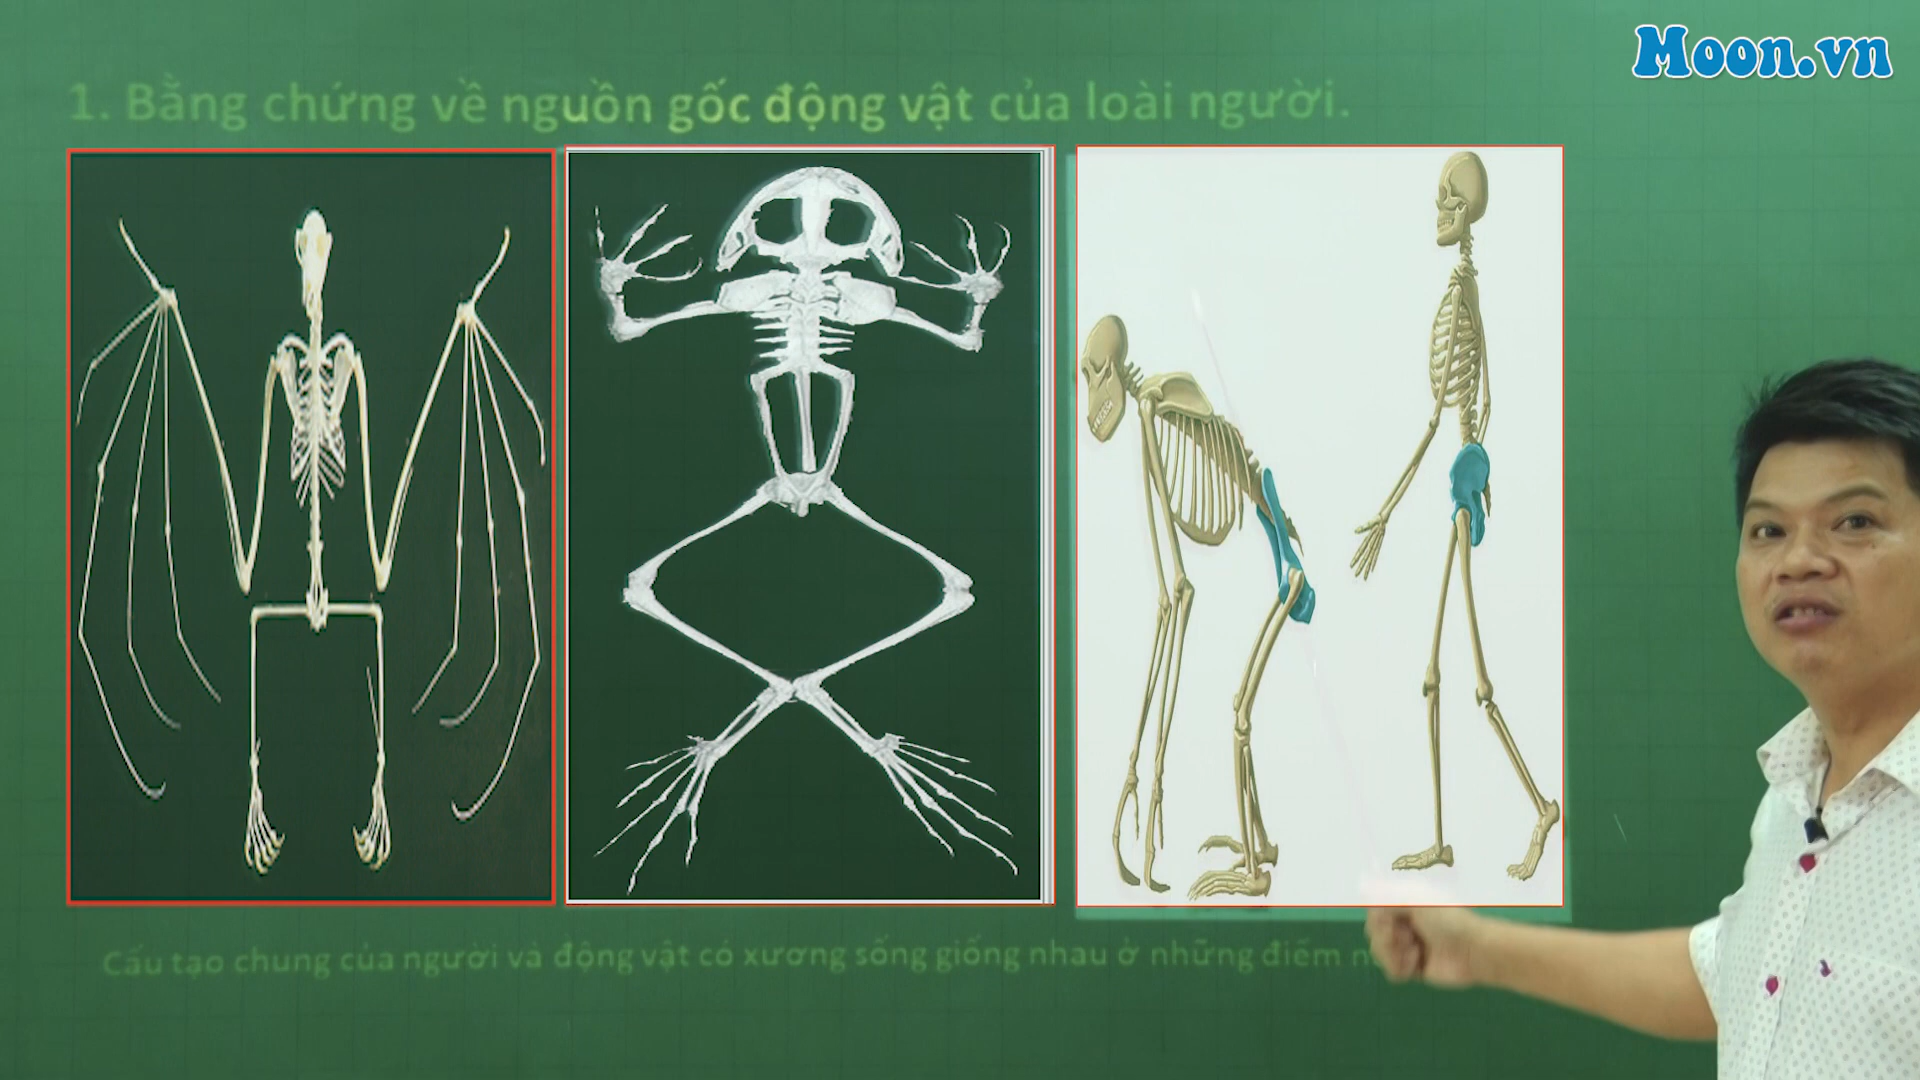 Moon.vn
1. Bằng chứng về nguồn gốc động vật của loài người.
Cấu tạo chung của người và động vật có xương sống giống nhau ở những điểm